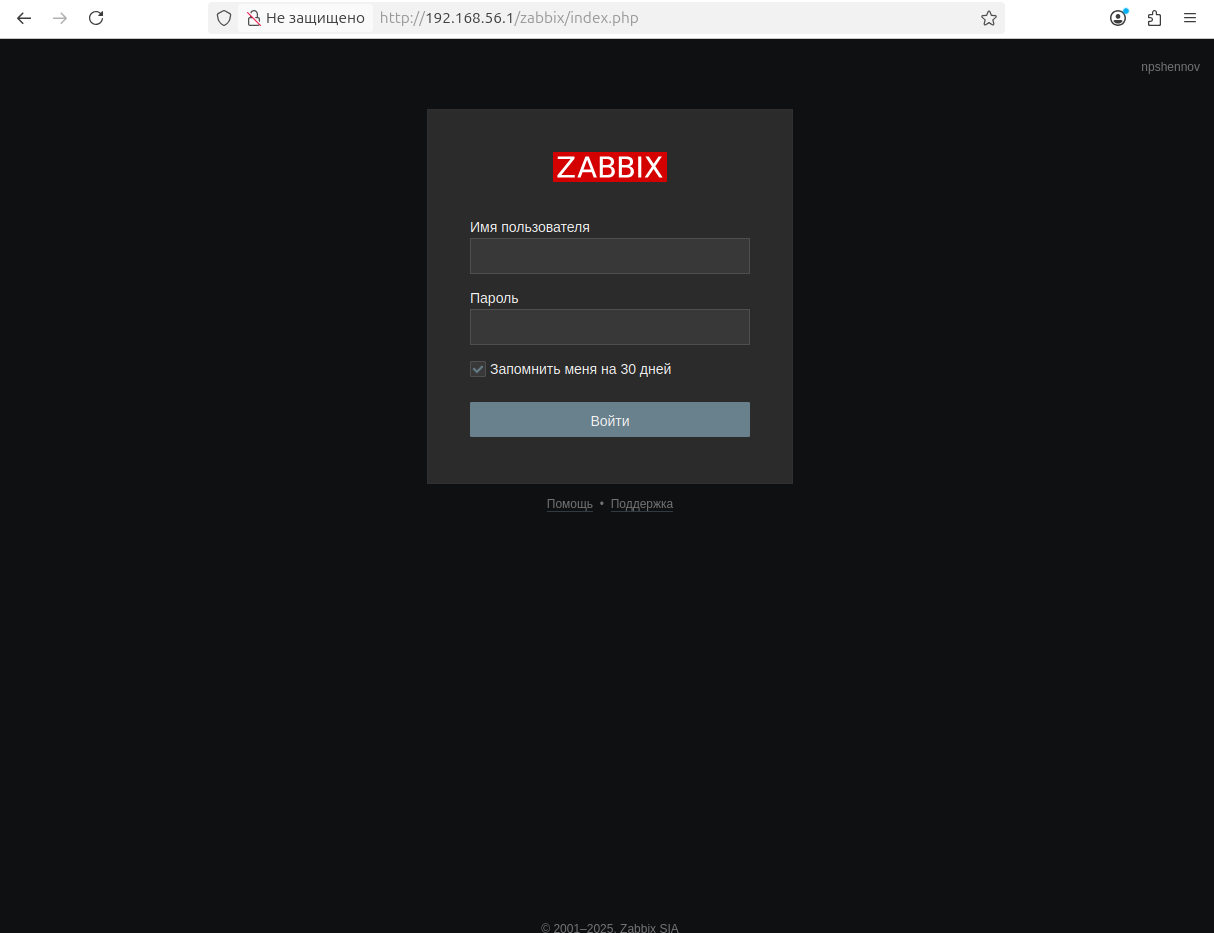 Не защищено http://192.168.56.1/zabbix/index.php
npshennov
ZABBIX
Имя пользователя
Пароль
Запомнить меня на 30 дней
Войти
Помощь • Поддержка
© 2001–2025, Zabbix SIA